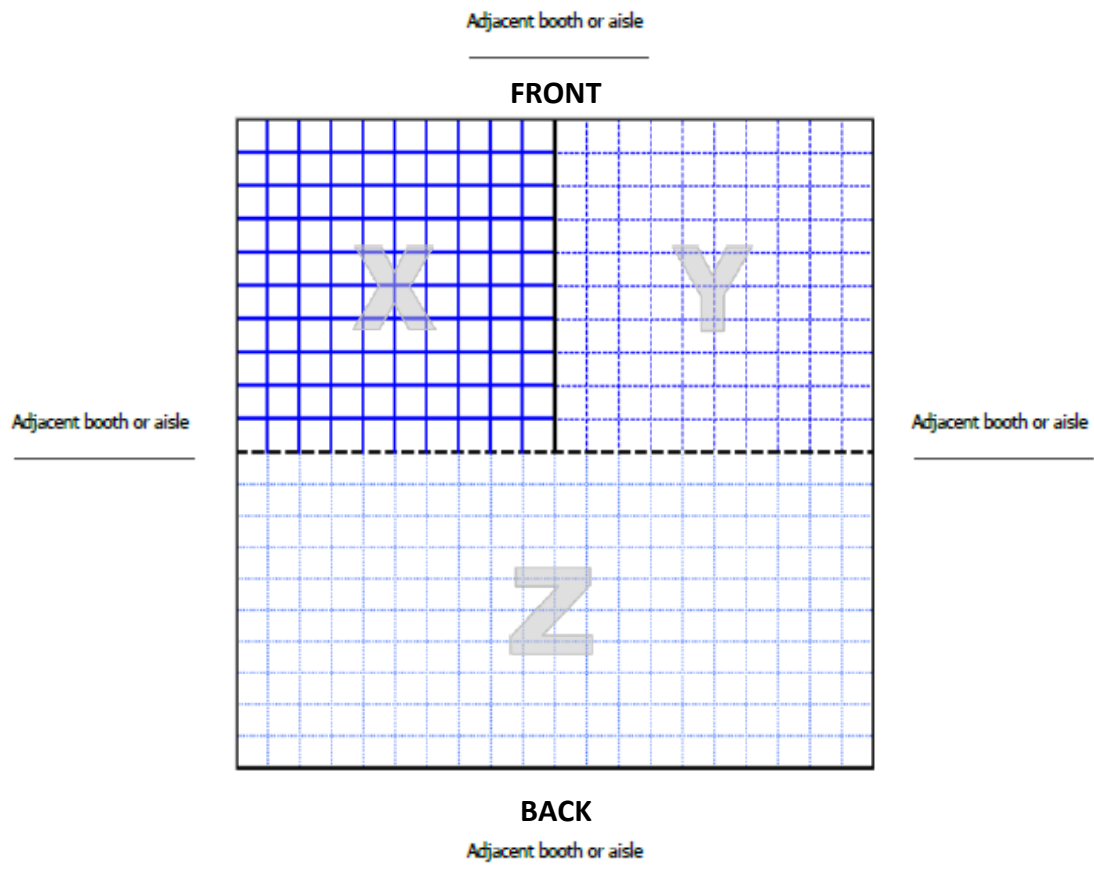 Adjacent booth or aisle
FRONT
X
Y
Adjacent booth or aisle
Adjacent booth or aisle
Z
BACK
Adjacent booth or aisle